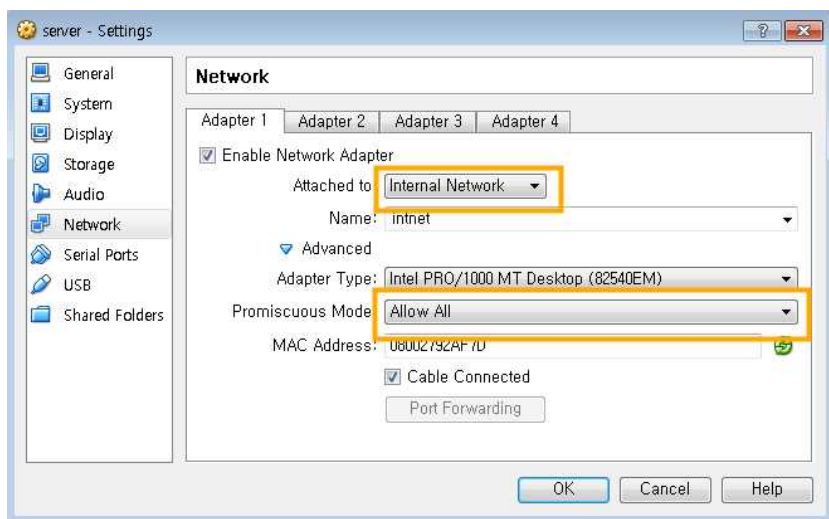 server - Settings
General
System
Display
Storage
Audio
Network
Serial Ports
USB
Shared Folders
Network
Adapter 1 Adapter 2 Adapter 3 Adapter 4
Enable Network Adapter
Attached to Internal Network
Name: intnet
Advanced
Adapter Type: Intel PRO/1000 MT Desktop (82540EM)
Promiscuous Mode Allow All
MAC Address: 08002792AF7D
Cable Connected
Port Forwarding
OK Cancel Help